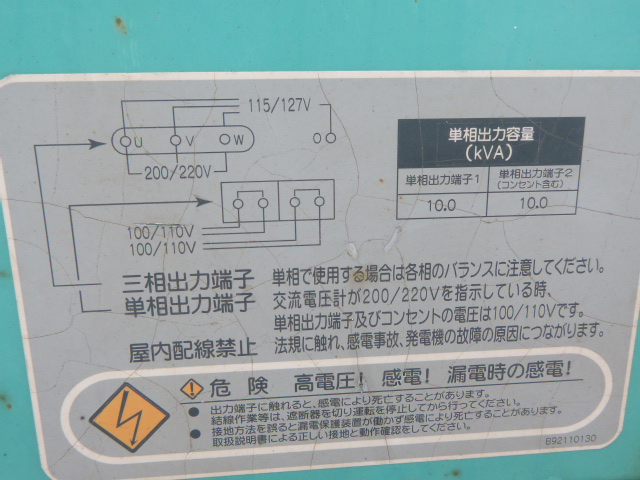 115/127V
U V W O
200/220V
100/110V
100/110V
単相出力容量
(kVA)
単相出力端子1 単相出力端子2
(コンセント含む)
10.0 10.0
三相出力端子
単相出力端子
単相で使用する場合は各相のバランスに注意してください。
交流電圧計が200/220Vを指示している時、
単相出力端子及びコンセントの電圧は100/110Vです。
屋内配線禁止 法規に触れ、感電事故、発電機の故障の原因につながります。
危険 高電圧! 感電! 漏電時の感電!
● 出力端子に触れると、感電により死亡することがあります。
結線作業等は、遮断器を切り運転を停止してから行ってください。
● 接地方法を誤ると漏電保護装置が働かず感電により死亡することがあります。
● 取扱説明書による正しい接地と動作確認をしてください。
B92110130